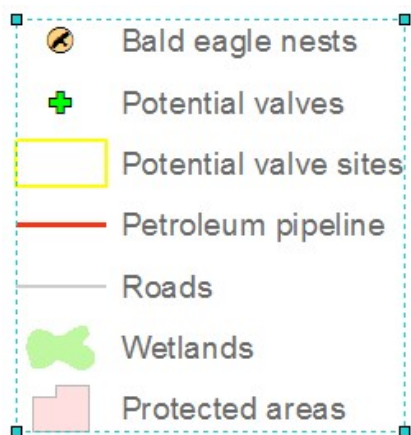 Bald eagle nests
Potential valves
Potential valve sites
Petroleum pipeline
Roads
Wetlands
Protected areas